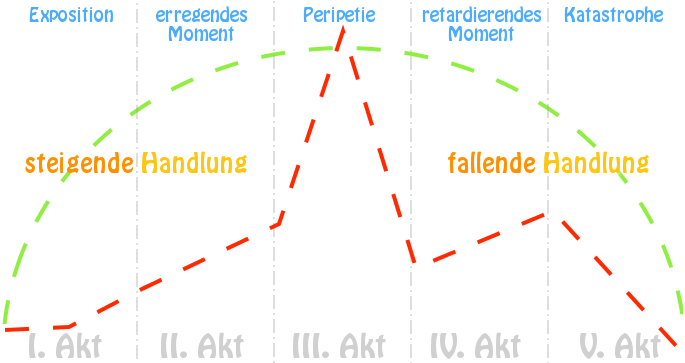 Exposition
erregendes
Moment
Peripetie
retardierendes
Moment
Katastrophe
steigende Handlung
fallende Handlung
I. Akt
II. Akt
III. Akt
IV. Akt
V. Akt